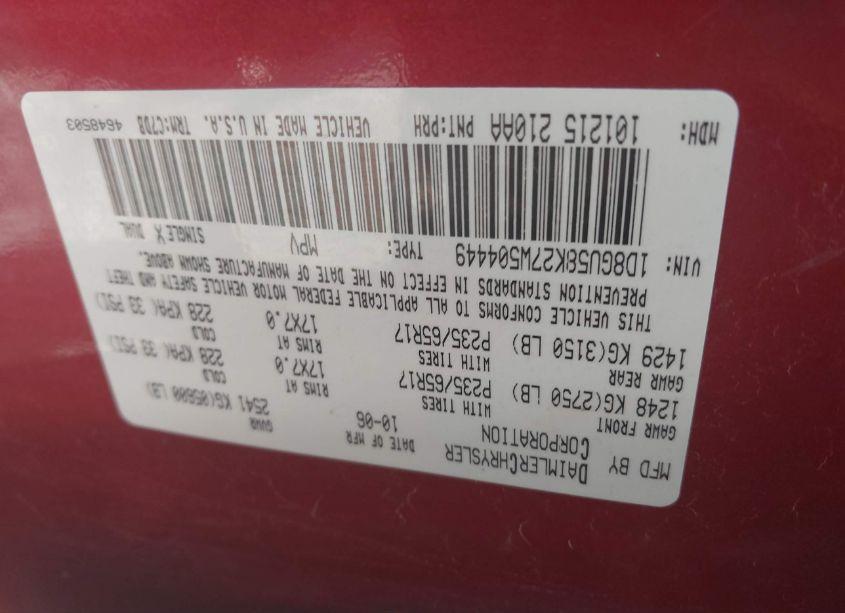 MFD BY DAIMLERCHRYSLER CORPORATION
DATE OF MFR 10-06
GVWR 2541 KG(05600 LB)
GAWR FRONT 1248 KG(2750 LB)
WITH TIRES P235/65R17
RIMS AT 17X7.0
COLD 228 KPA( 33 PSI)
GAWR REAR 1429 KG(3150 LB)
WITH TIRES P235/65R17
RIMS AT 17X7.0
COLD 228 KPA( 33 PSI)
THIS VEHICLE CONFORMS TO ALL APPLICABLE FEDERAL MOTOR VEHICLE SAFETY AND THEFT
PREVENTION STANDARDS IN EFFECT ON THE DATE OF MANUFACTURE SHOWN ABOVE.
VIN: 1D8GU58K27W504449 TYPE: MPV SINGLE X DUAL
MDH: 101215 210AA PNT:PRH VEHICLE MADE IN U.S.A. TRM:C7DB 4648503